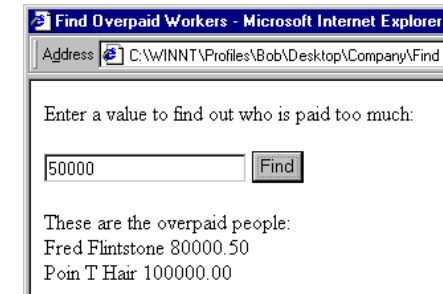 Find Overpaid Workers - Microsoft Internet Explorer
Address C:\WINNT\Profiles\Bob\Desktop\Company\Find
Enter a value to find out who is paid too much:
50000 Find
These are the overpaid people:
Fred Flintstone 80000.50
Poin T Hair 100000.00